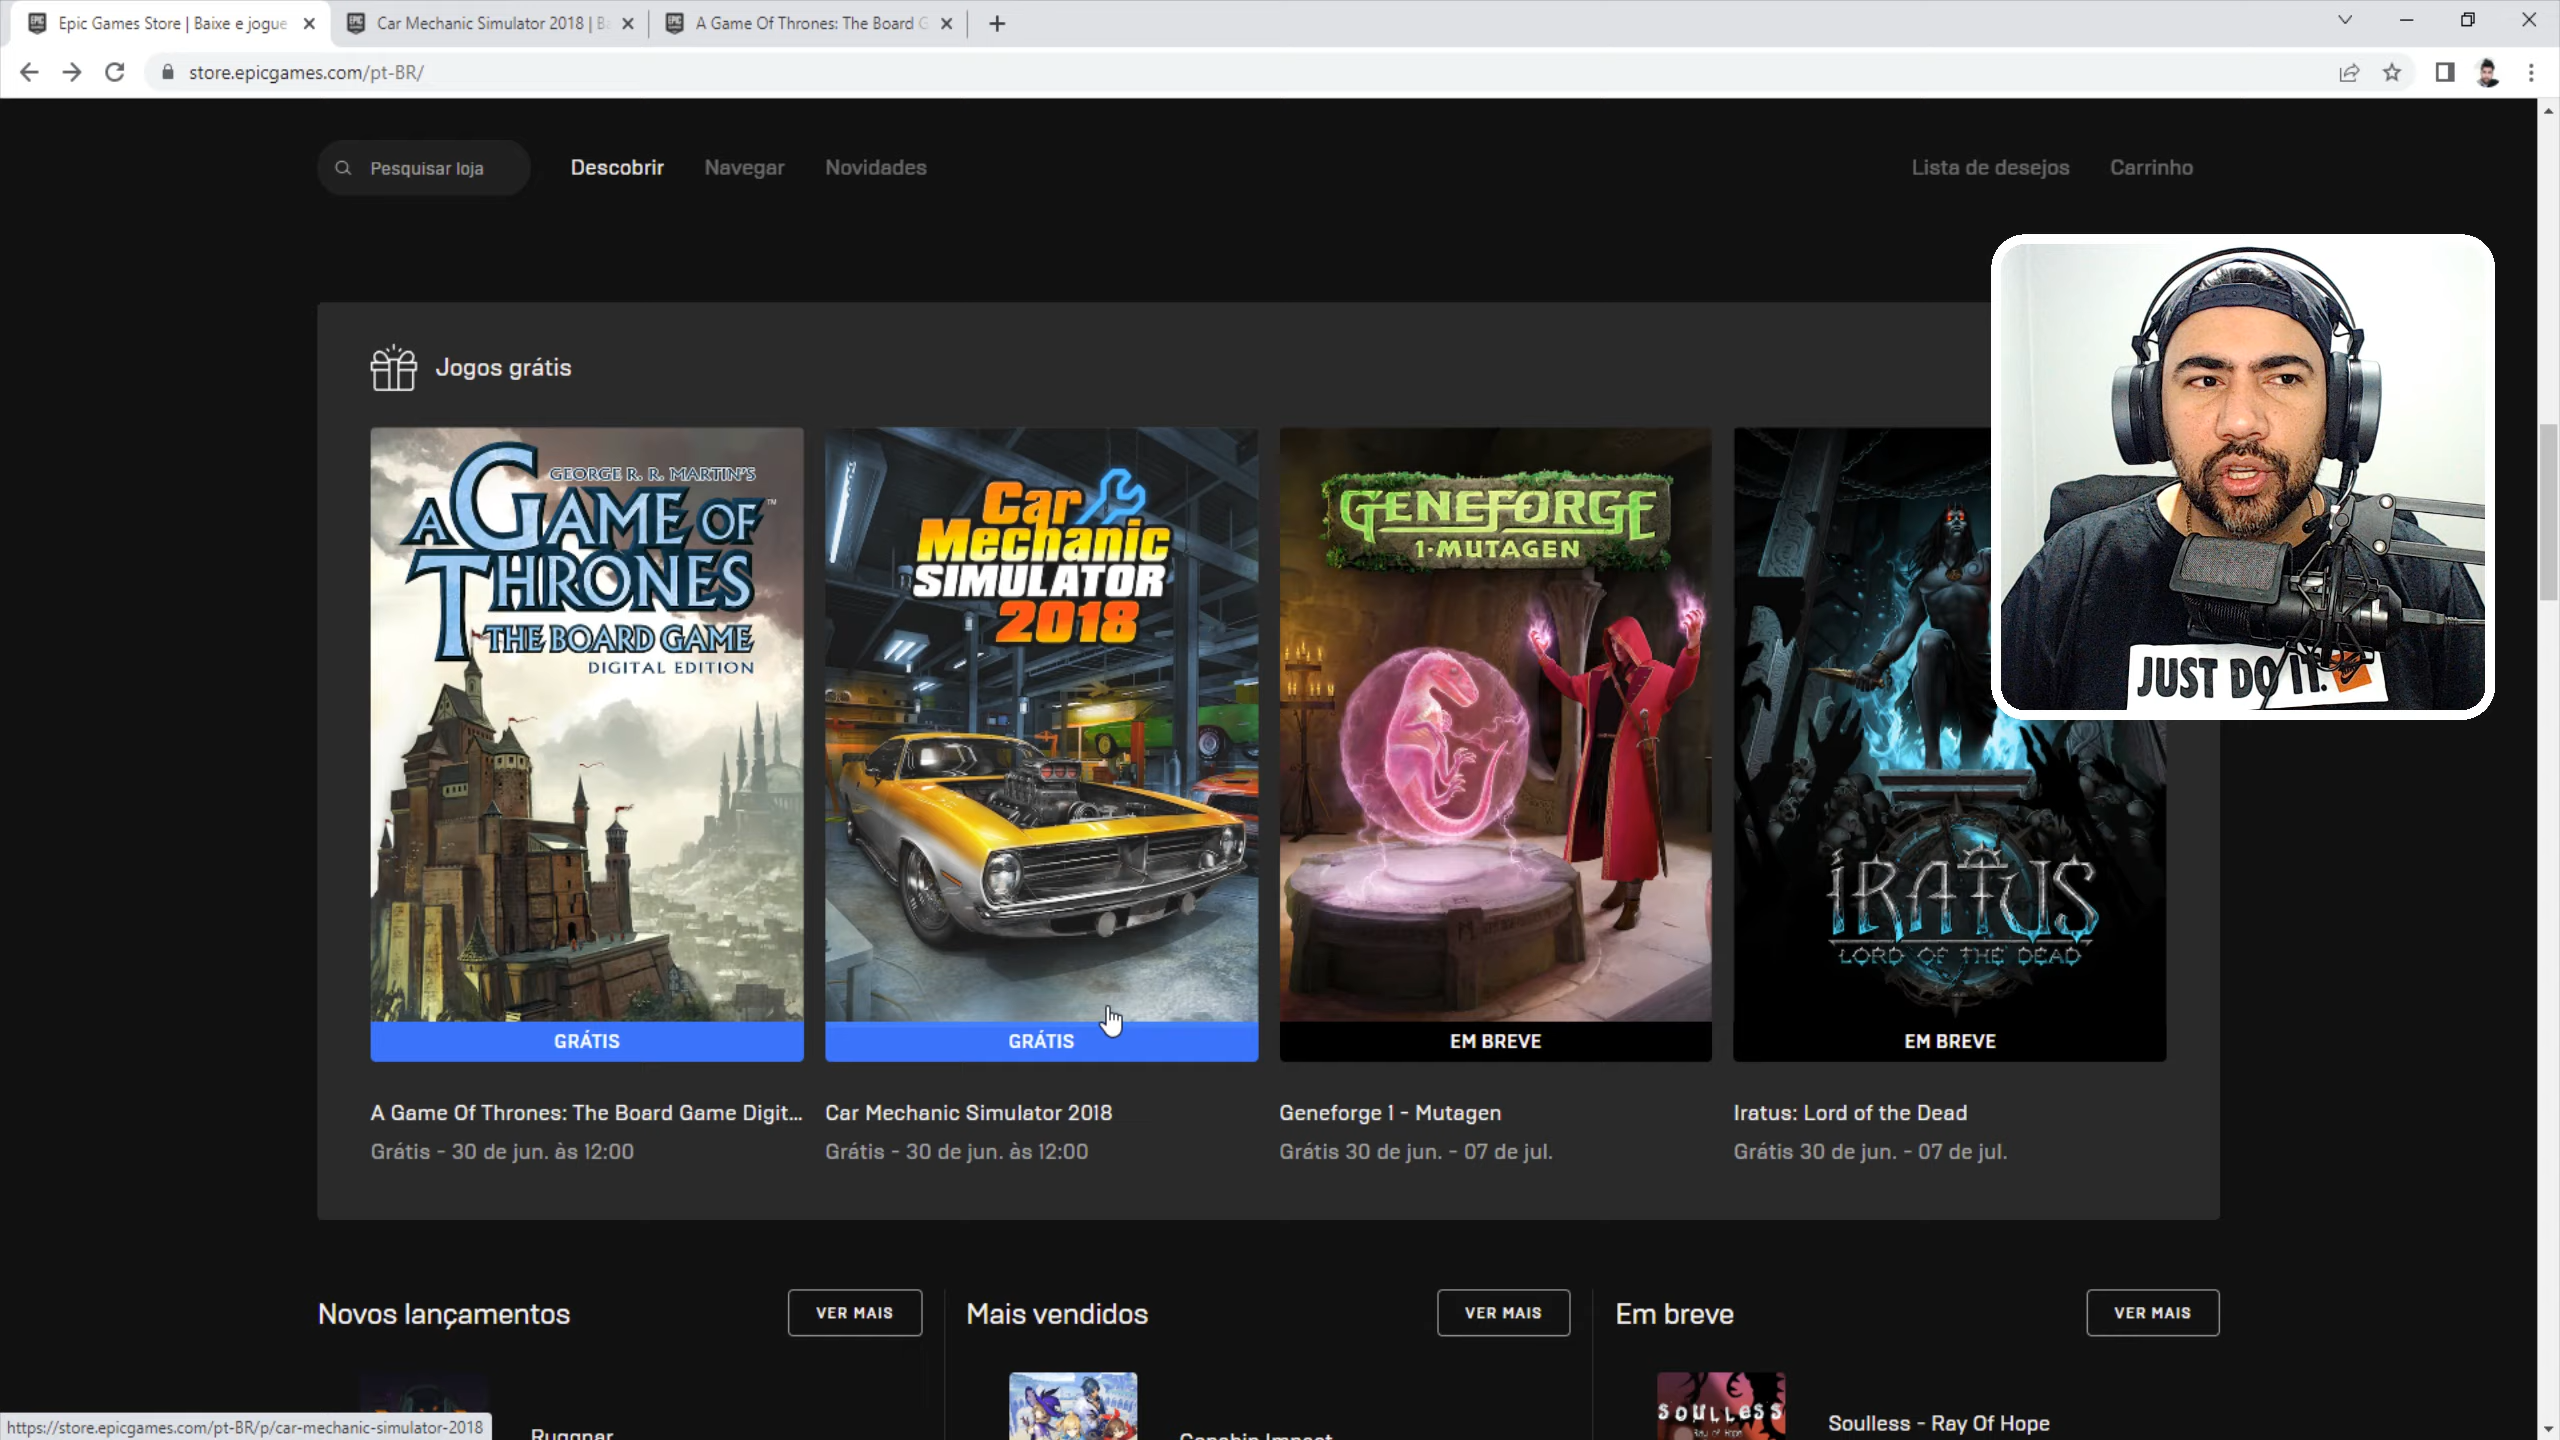 Epic Games Store | Baixe e jogue
Car Mechanic Simulator 2018 | B
A Game Of Thrones: The Board G
store.epicgames.com/pt-BR/
Pesquisar loja
Descobrir
Navegar
Novidades
Lista de desejos
Carrinho
Jogos grátis
GEORGE R. R. MARTIN'S
A GAME OF
THRONES
THE BOARD GAME
DIGITAL EDITION
Car
Mechanic
SIMULATOR
2018
GENEFORGE
1·MUTAGEN
IRATUS
LORD OF THE DEAD
JUST DO IT.
GRÁTIS
GRÁTIS
EM BREVE
EM BREVE
A Game Of Thrones: The Board Game Digit...
Grátis - 30 de jun. às 12:00
Car Mechanic Simulator 2018
Grátis - 30 de jun. às 12:00
Geneforge 1 - Mutagen
Grátis 30 de jun. - 07 de jul.
Iratus: Lord of the Dead
Grátis 30 de jun. - 07 de jul.
Novos lançamentos
VER MAIS
Mais vendidos
VER MAIS
Em breve
VER MAIS
SOULLESS
Ray Of Hope
Soulless - Ray Of Hope
Genshin Impact
https://store.epicgames.com/pt-BR/p/car-mechanic-simulator-2018